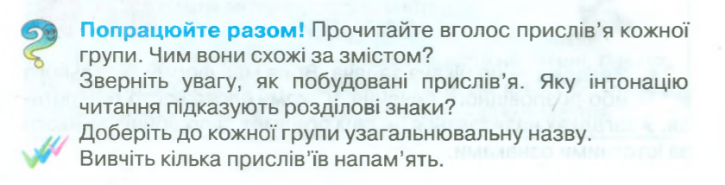 Попрацюйте разом! Прочитайте вголос прислів’я кожної
групи. Чим вони схожі за змістом?
Зверніть увагу, як побудовані прислів’я. Яку інтонацію
читання підказують розділові знаки?
Доберіть до кожної групи узагальнювальну назву.
Вивчіть кілька прислів’їв напам’ять.